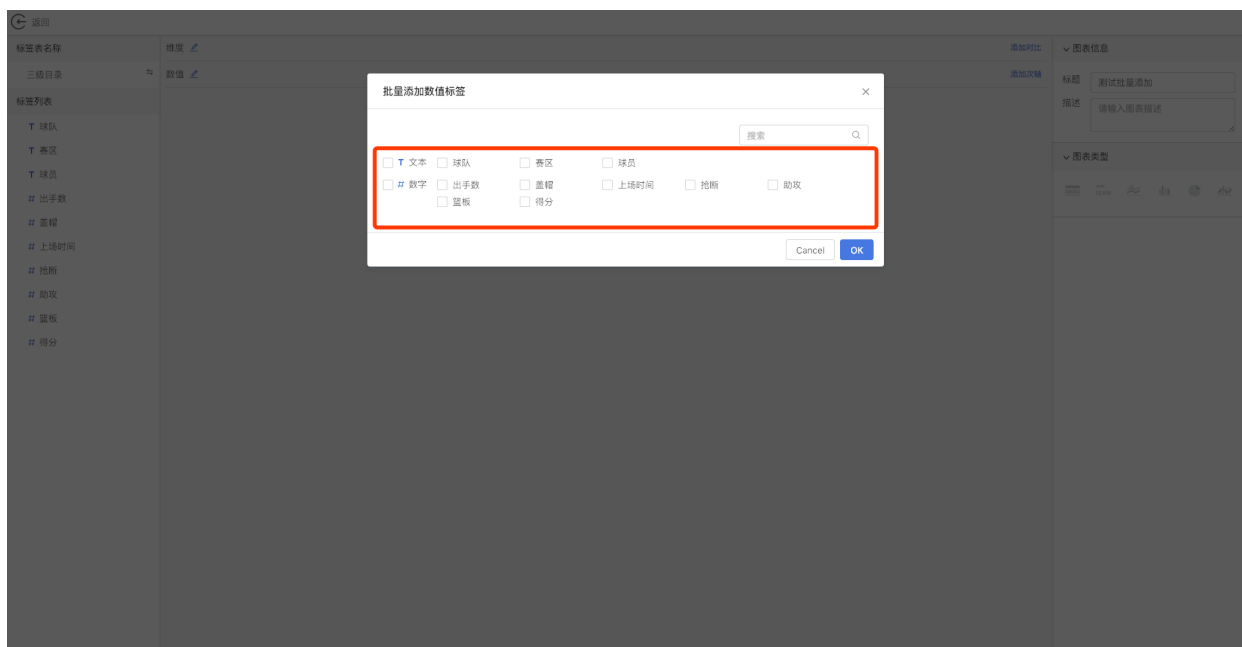 返回
标签表名称
维度
添加对比
图表信息
三级目录
数值
添加次轴
标题
测试批量添加
描述
请输入图表描述
标签列表
T 球队
T 赛区
T 球员
# 出手数
# 盖帽
# 上场时间
# 抢断
# 助攻
# 篮板
# 得分
图表类型
批量添加数值标签
搜索
T 文本 球队 赛区 球员
# 数字 出手数 盖帽 上场时间 抢断 助攻
篮板 得分
Cancel OK